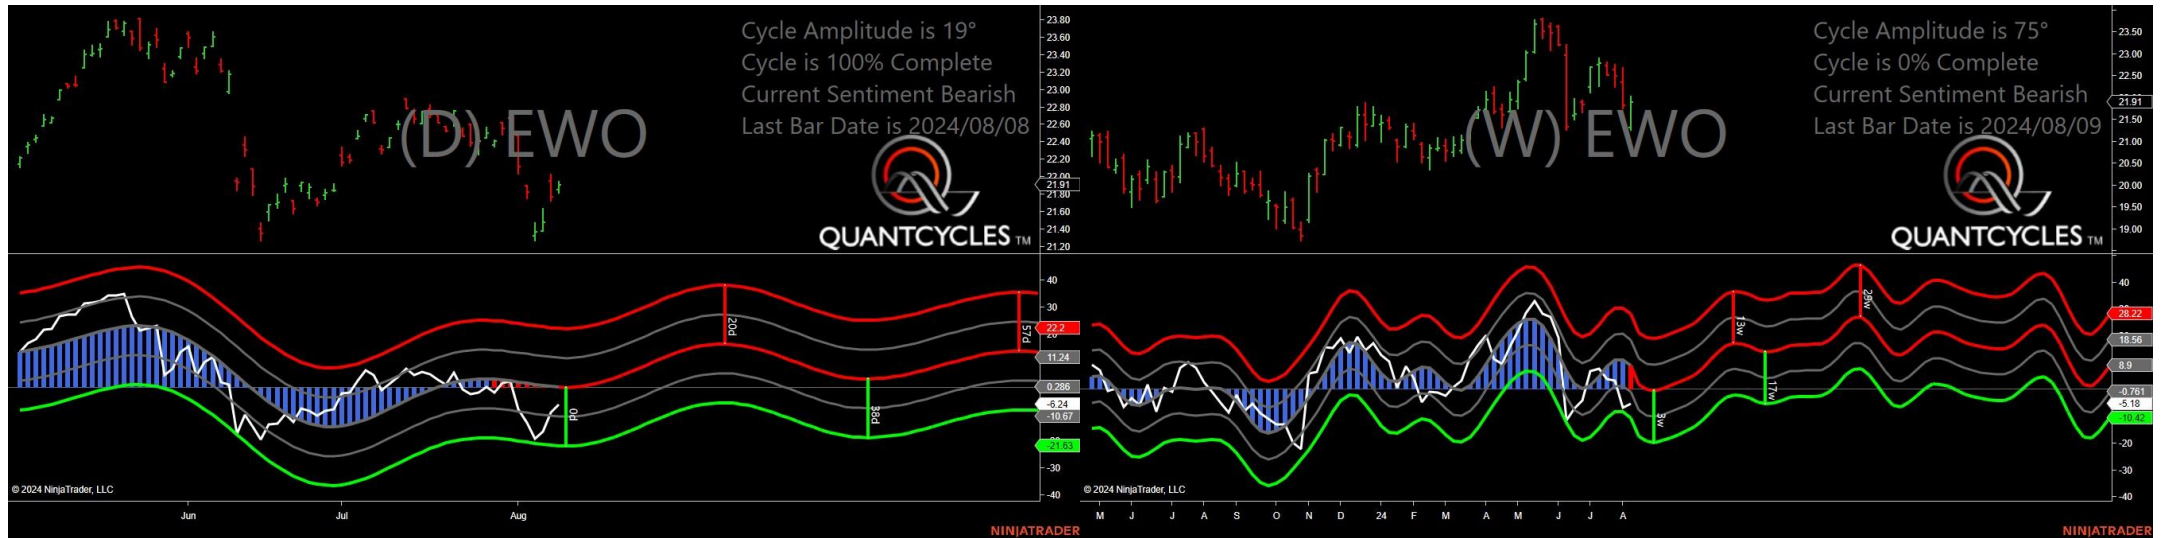 Cycle Amplitude is 19°
Cycle is 100% Complete
Current Sentiment Bearish
Last Bar Date is 2024/08/08
(D) EWO
QUANTCYCLES TM
23.80
23.60
23.40
23.20
23.00
22.80
22.60
22.40
22.20
22.00
21.91
21.80
21.60
21.40
21.20
40
30
22.2
20
11.24
0.286
-6.24
-10.67
-21.63
-30
-40
0d
20d
38d
57d
© 2024 NinjaTrader, LLC
Jun
Jul
Aug
NINJATRADER
Cycle Amplitude is 75°
Cycle is 0% Complete
Current Sentiment Bearish
Last Bar Date is 2024/08/09
(W) EWO
QUANTCYCLES TM
23.50
22.50
21.91
21.50
21.00
20.50
20.00
19.50
19.00
40
28.22
18.56
8.9
-0.761
-5.18
-10.42
-20
-30
-40
3w
13w
17w
29w
© 2024 NinjaTrader, LLC
M
J
J
A
S
O
N
D
24
F
M
A
M
J
J
A
NINJATRADER